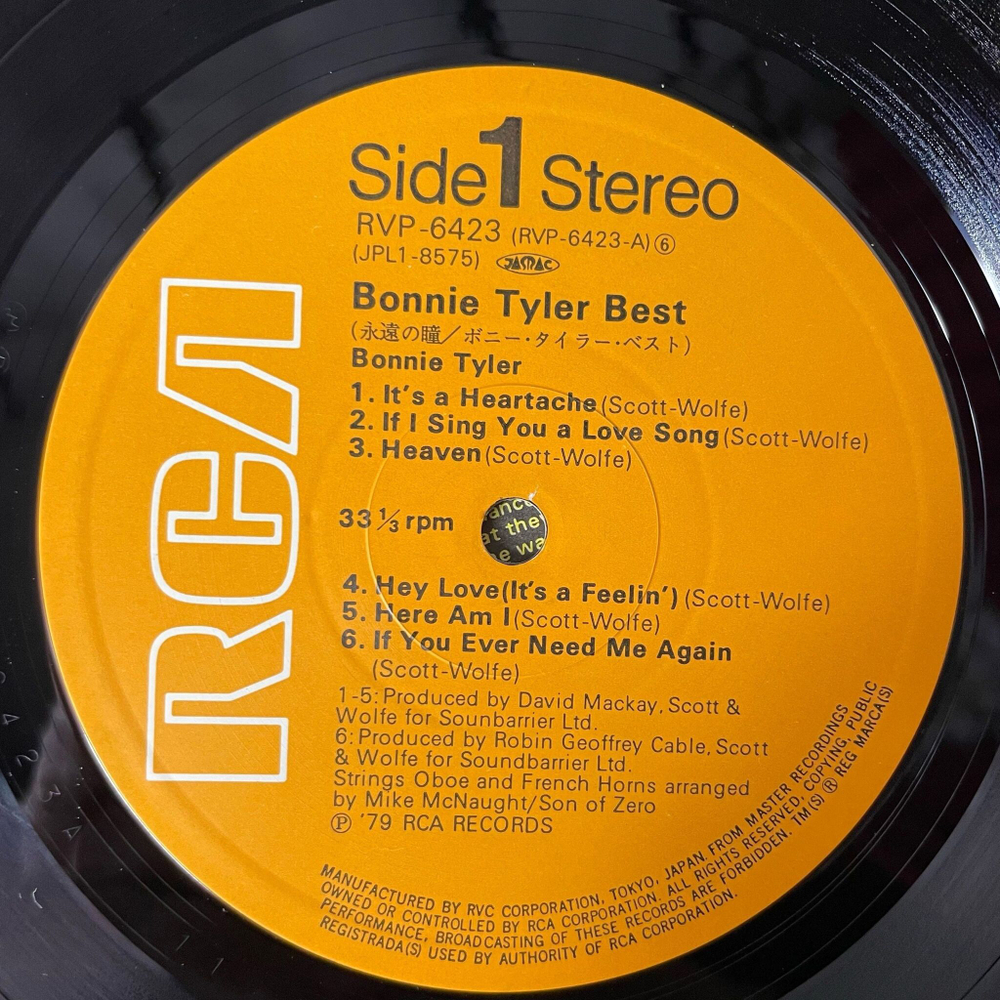 Side 1 Stereo
RVP-6423 (RVP-6423-A)⑥
(JPL1-8575) JASRAC
RCA
Bonnie Tyler Best
(永遠の瞳/ボニー・タイラー・ベスト)
Bonnie Tyler
1. It's a Heartache (Scott-Wolfe)
2. If I Sing You a Love Song (Scott-Wolfe)
3. Heaven (Scott-Wolfe)
33 1/3 rpm
ance
at the
e wa
4. Hey Love(It's a Feelin') (Scott-Wolfe)
5. Here Am I (Scott-Wolfe)
6. If You Ever Need Me Again
(Scott-Wolfe)
1-5: Produced by David Mackay, Scott &
Wolfe for Sounbarrier Ltd.
6: Produced by Robin Geoffrey Cable, Scott
& Wolfe for Soundbarrier Ltd.
Strings Oboe and French Horns arranged
by Mike McNaught/Son of Zero
Ⓟ '79 RCA RECORDS
MANUFACTURED BY RVC CORPORATION, TOKYO, JAPAN. FROM MASTER RECORDINGS
OWNED OR CONTROLLED BY RCA CORPORATION. ALL RIGHTS RESERVED, COPYING, PUBLIC
PERFORMANCE, BROADCASTING OF THESE RECORDS ARE FORBIDDEN. TM(S) ® REG MARCA(S)
REGISTRADA(S) USED BY AUTHORITY OF RCA CORPORATION.